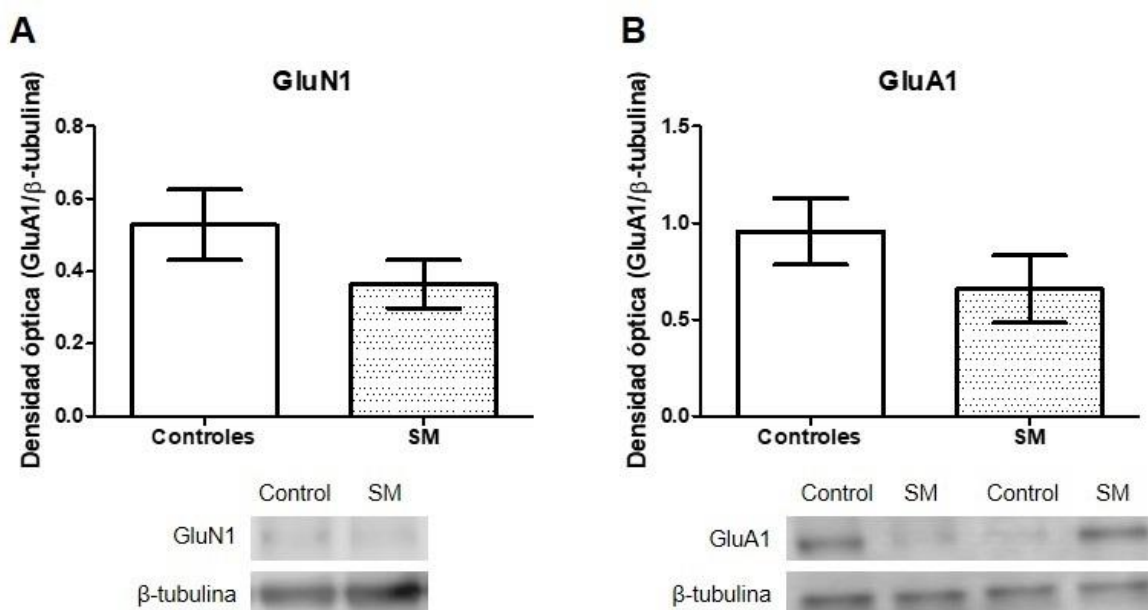 A
GluN1
Densidad óptica (GluA1/β-tubulina)
0.8
0.6
0.4
0.2
0.0
Controles SM
Control SM
GluN1
β-tubulina
B
GluA1
Densidad óptica (GluA1/β-tubulina)
1.5
1.0
0.5
0.0
Controles SM
Control SM Control SM
GluA1
β-tubulina